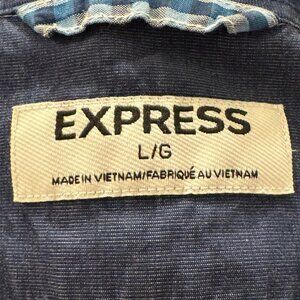 EXPRESS
L/G
MADE IN VIETNAM/FABRIQUÉ AU VIETNAM